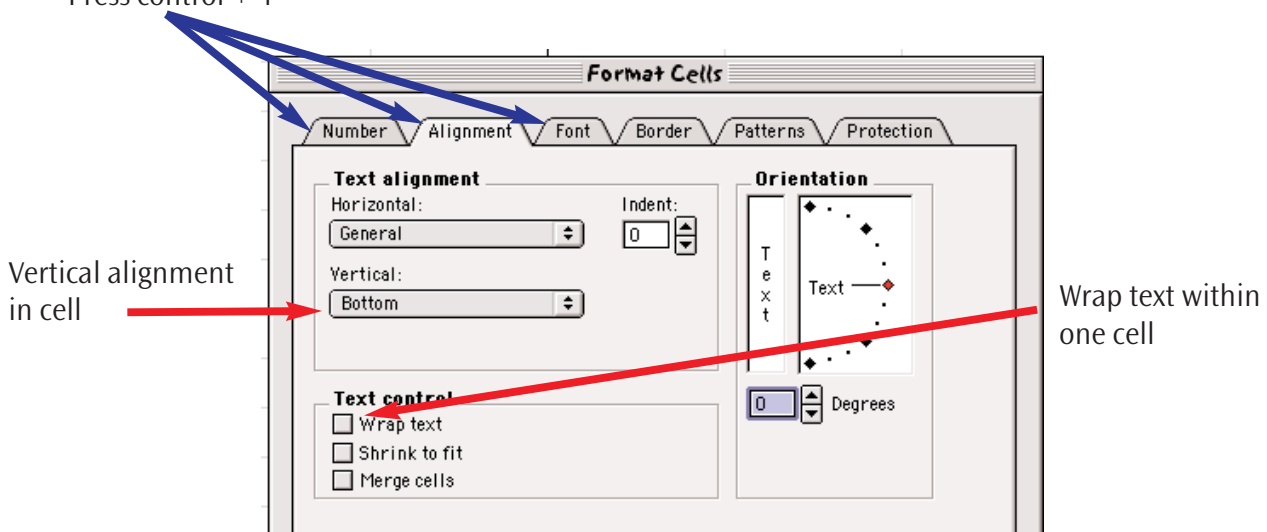 Format Cells
Number Alignment Font Border Patterns Protection
Text alignment
Horizontal:
General
Indent:
0
Vertical:
Bottom
Orientation
Text
Text
0 Degrees
Text control
Wrap text
Shrink to fit
Merge cells
Vertical alignment
in cell
Wrap text within
one cell